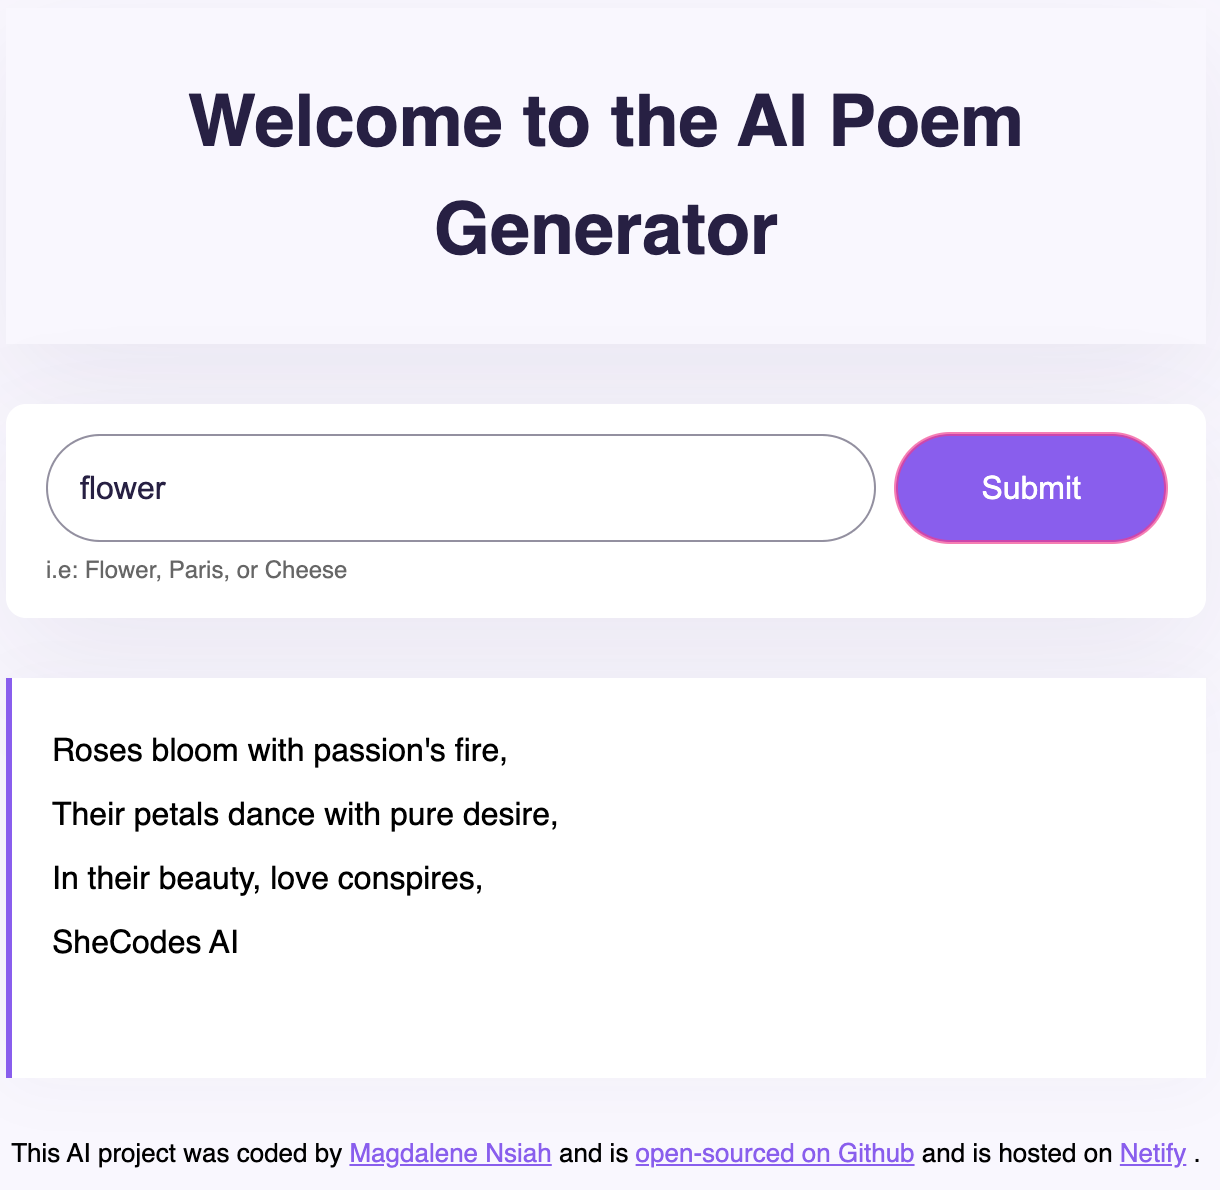 Welcome to the AI Poem
Generator
flower
Submit
i.e: Flower, Paris, or Cheese
Roses bloom with passion's fire,
Their petals dance with pure desire,
In their beauty, love conspires,
SheCodes AI
This AI project was coded by Magdalene Nsiah and is open-sourced on Github and is hosted on Netify .